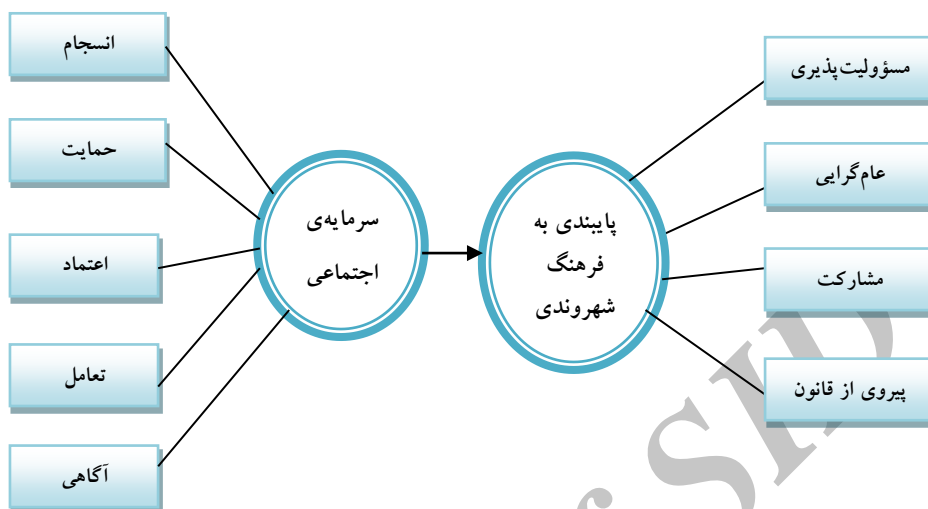 انسجام
حمایت
اعتماد
تعامل
آگاهی
سرمایه‌ی
اجتماعی
پایبندی به
فرهنگ
شهروندی
مسؤولیت‌پذیری
عام‌گرایی
مشارکت
پیروی از قانون
f SID